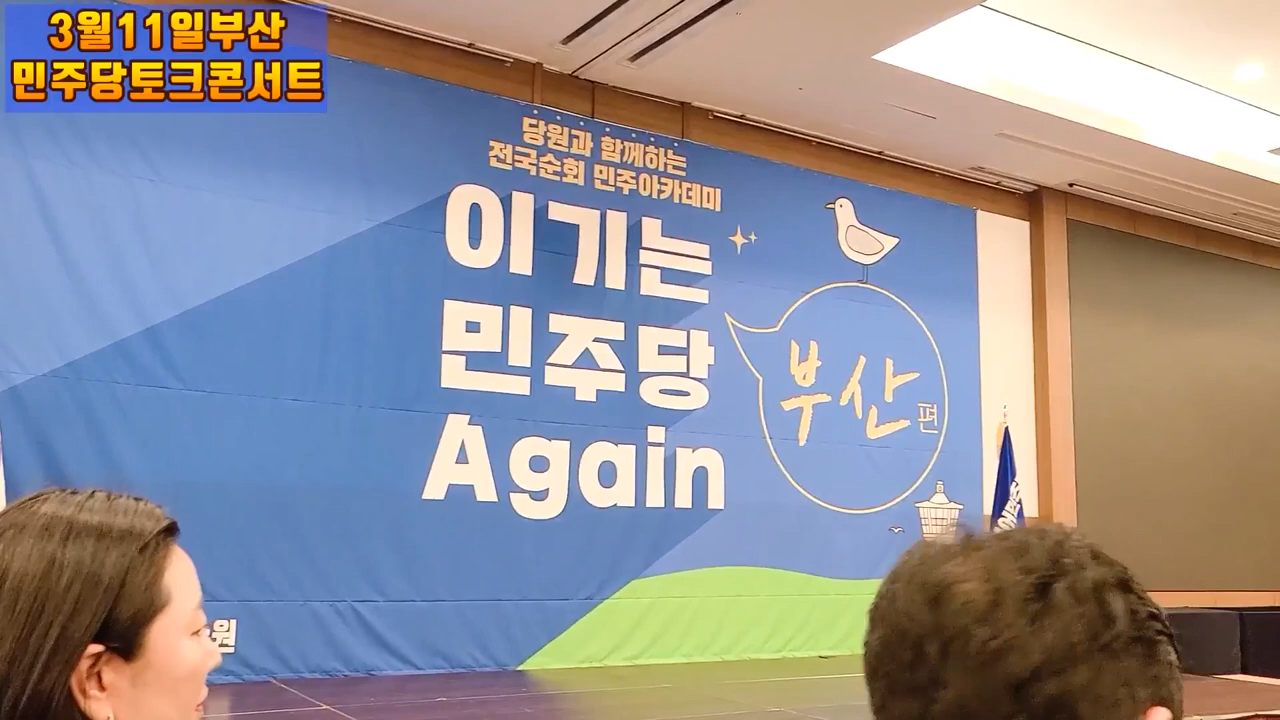 3월11일부산
민주당토크콘서트
당원과 함께하는
전국순회 민주아카데미
이기는
민주당
Again
부산편
원